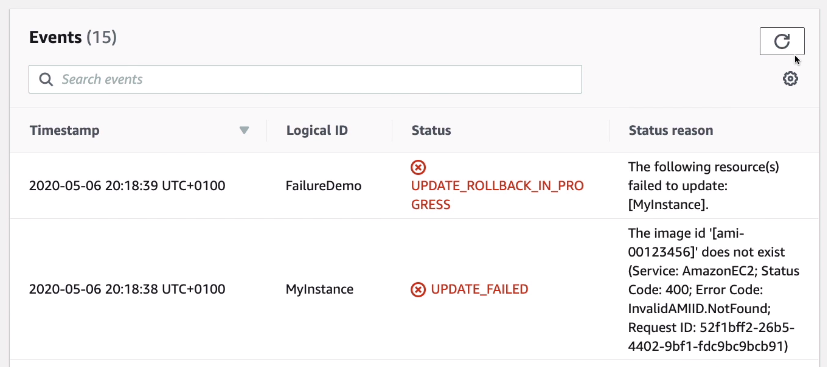 Events (15)
Search events
Timestamp Logical ID Status Status reason
2020-05-06 20:18:39 UTC+0100 FailureDemo
UPDATE_ROLLBACK_IN_PRO
GRESS
The following resource(s)
failed to update:
[MyInstance].
2020-05-06 20:18:38 UTC+0100 MyInstance UPDATE_FAILED
The image id '[ami-
00123456]' does not exist
(Service: AmazonEC2; Status
Code: 400; Error Code:
InvalidAMIID.NotFound;
Request ID: 52f1bff2-26b5-
4402-9bf1-fdc9bc9bcb91)